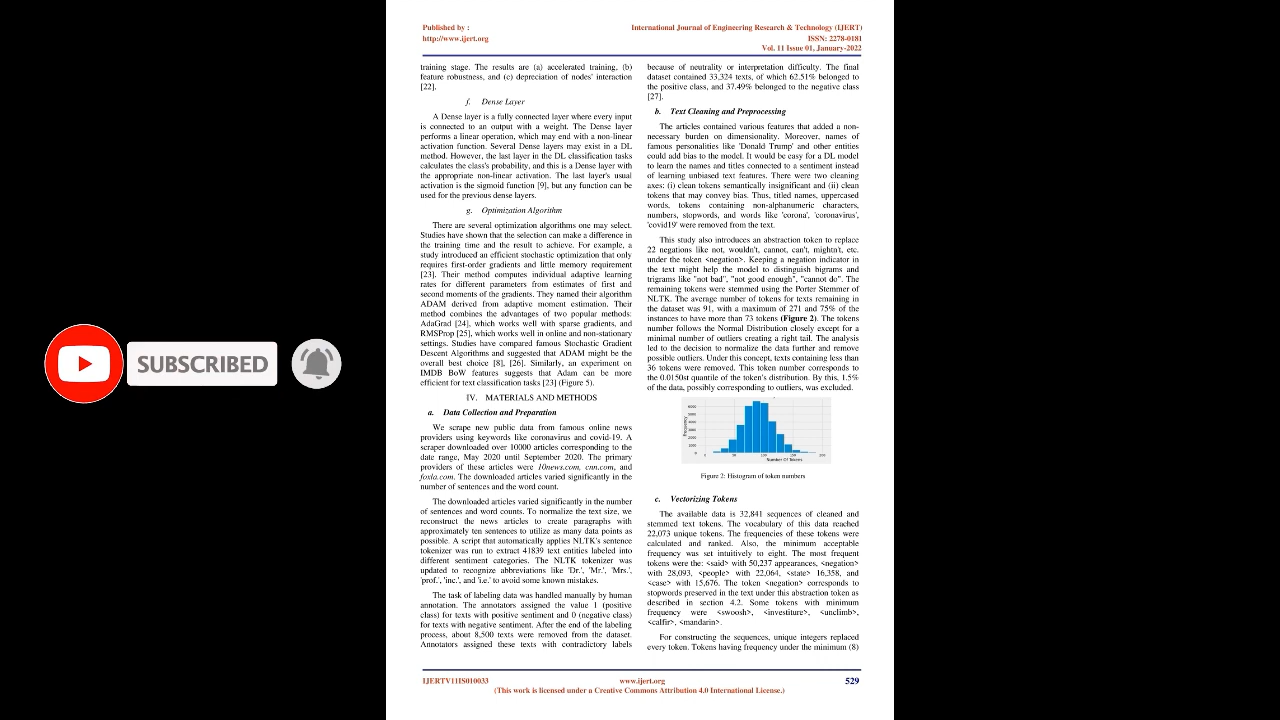 Published by :
http://www.ijert.org
International Journal of Engineering Research & Technology (IJERT)
ISSN: 2278-0181
Vol. 11 Issue 01, January-2022
training stage. The results are (a) accelerated training, (b)
feature robustness, and (c) depreciation of nodes' interaction
[22].
f. Dense Layer
A Dense layer is a fully connected layer where every input
is connected to an output with a weight. The Dense layer
performs a linear operation, which may end with a non-linear
activation function. Several Dense layers may exist in a DL
method. However, the last layer in the DL classification tasks
calculates the class's probability, and this is a Dense layer with
the appropriate non-linear activation. The last layer's usual
activation is the sigmoid function [9], but any function can be
used for the previous dense layers.
g. Optimization Algorithm
There are several optimization algorithms one may select.
Studies have shown that the selection can make a difference in
the training time and the result to achieve. For example, a
study introduced an efficient stochastic optimization that only
requires first-order gradients and little memory requirement
[23]. Their method computes individual adaptive learning
rates for different parameters from estimates of first and
second moments of the gradients. They named their algorithm
ADAM derived from adaptive moment estimation. Their
method combines the advantages of two popular methods:
AdaGrad [24], which works well with sparse gradients, and
RMSProp [25], which works well in online and non-stationary
settings. Studies have compared famous Stochastic Gradient
Descent Algorithms and suggested that ADAM might be the
overall best choice [8], [26]. Similarly, an experiment on
IMDB BoW features suggests that Adam can be more
efficient for text classification tasks [23] (Figure 5).
IV. MATERIALS AND METHODS
a. Data Collection and Preparation
We scrape new public data from famous online news
providers using keywords like coronavirus and covid-19. A
scraper downloaded over 10000 articles corresponding to the
date range, May 2020 until September 2020. The primary
providers of these articles were 10news.com, cnn.com, and
foxla.com. The downloaded articles varied significantly in the
number of sentences and the word count.
The downloaded articles varied significantly in the number
of sentences and word counts. To normalize the text size, we
reconstruct the news articles to create paragraphs with
approximately ten sentences to utilize as many data points as
possible. A script that automatically applies NLTK's sentence
tokenizer was run to extract 41839 text entities labeled into
different sentiment categories. The NLTK tokenizer was
updated to recognize abbreviations like 'Dr.', 'Mr.', 'Mrs.',
'prof.', 'inc.', and 'i.e.' to avoid some known mistakes.
The task of labeling data was handled manually by human
annotation. The annotators assigned the value 1 (positive
class) for texts with positive sentiment and 0 (negative class)
for texts with negative sentiment. After the end of the labeling
process, about 8,500 texts were removed from the dataset.
Annotators assigned these texts with contradictory labels
because of neutrality or interpretation difficulty. The final
dataset contained 33,324 texts, of which 62.51% belonged to
the positive class, and 37.49% belonged to the negative class
[27].
b. Text Cleaning and Preprocessing
The articles contained various features that added a non-
necessary burden on dimensionality. Moreover, names of
famous personalities like 'Donald Trump' and other entities
could add bias to the model. It would be easy for a DL model
to learn the names and titles connected to a sentiment instead
of learning unbiased text features. There were two cleaning
axes: (i) clean tokens semantically insignificant and (ii) clean
tokens that may convey bias. Thus, titled names, uppercased
words, tokens containing non-alphanumeric characters,
numbers, stopwords, and words like 'corona', 'coronavirus',
'covid19' were removed from the text.
This study also introduces an abstraction token to replace
22 negations like not, wouldn't, cannot, can't, mightn't, etc.
under the token <negation>. Keeping a negation indicator in
the text might help the model to distinguish bigrams and
trigrams like "not bad", "not good enough", "cannot do". The
remaining tokens were stemmed using the Porter Stemmer of
NLTK. The average number of tokens for texts remaining in
the dataset was 91, with a maximum of 271 and 75% of the
instances to have more than 73 tokens (Figure 2). The tokens
number follows the Normal Distribution closely except for a
minimal number of outliers creating a right tail. The analysis
led to the decision to normalize the data further and remove
possible outliers. Under this concept, texts containing less than
36 tokens were removed. This token number corresponds to
the 0.0150st quantile of the token's distribution. By this, 1.5%
of the data, possibly corresponding to outliers, was excluded.
Frequency
6000
5000
4000
3000
2000
1000
0
0 50 100 150 200
Number Of Tokens
Figure 2: Histogram of token numbers
c. Vectorizing Tokens
The available data is 32,841 sequences of cleaned and
stemmed text tokens. The vocabulary of this data reached
22,073 unique tokens. The frequencies of these tokens were
calculated and ranked. Also, the minimum acceptable
frequency was set intuitively to eight. The most frequent
tokens were the: <said> with 50,237 appearances, <negation>
with 28,093, <people> with 22,064, <state> 16,358, and
<case> with 15,676. The token <negation> corresponds to
stopwords preserved in the text under this abstraction token as
described in section 4.2. Some tokens with minimum
frequency were <swoosh>, <investiture>, <unclimb>,
<calfir>, <mandarin>.
For constructing the sequences, unique integers replaced
every token. Tokens having frequency under the minimum (8)
IJERTV11IS010033
www.ijert.org
529
(This work is licensed under a Creative Commons Attribution 4.0 International License.)
SUBSCRIBED